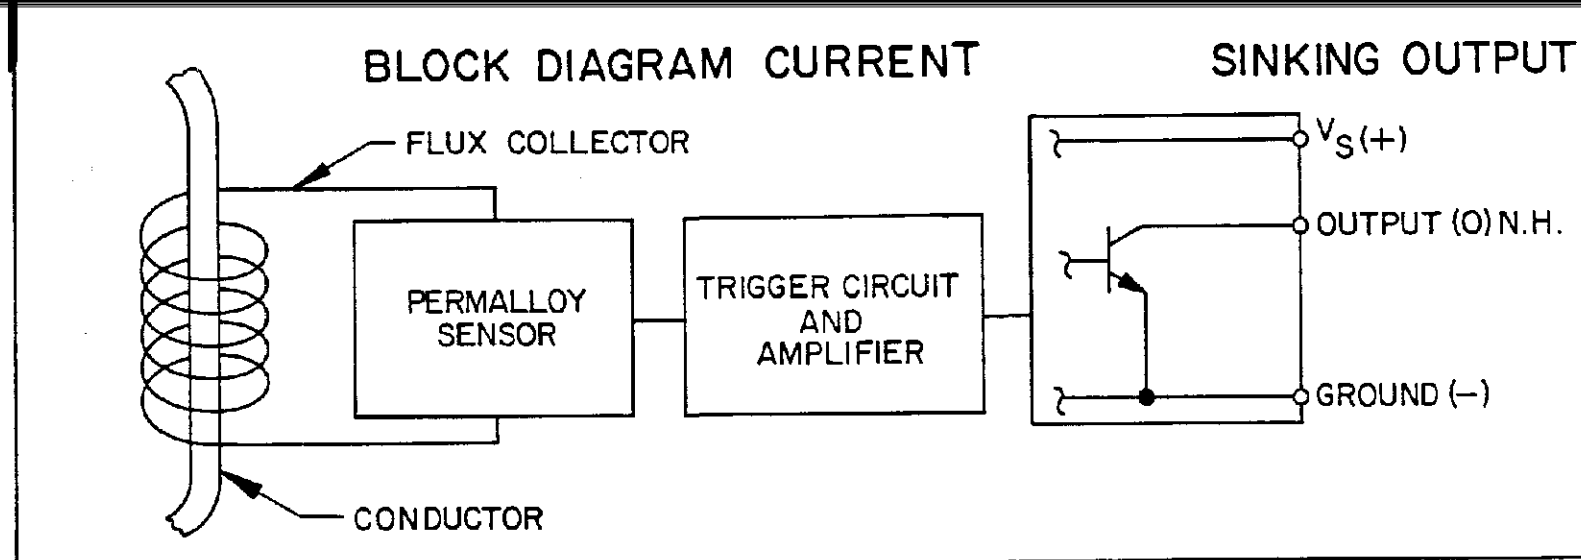 BLOCK DIAGRAM CURRENT SINKING OUTPUT
FLUX COLLECTOR
VS (+)
OUTPUT (O) N.H.
PERMALLOY
SENSOR
TRIGGER CIRCUIT
AND
AMPLIFIER
GROUND (-)
CONDUCTOR